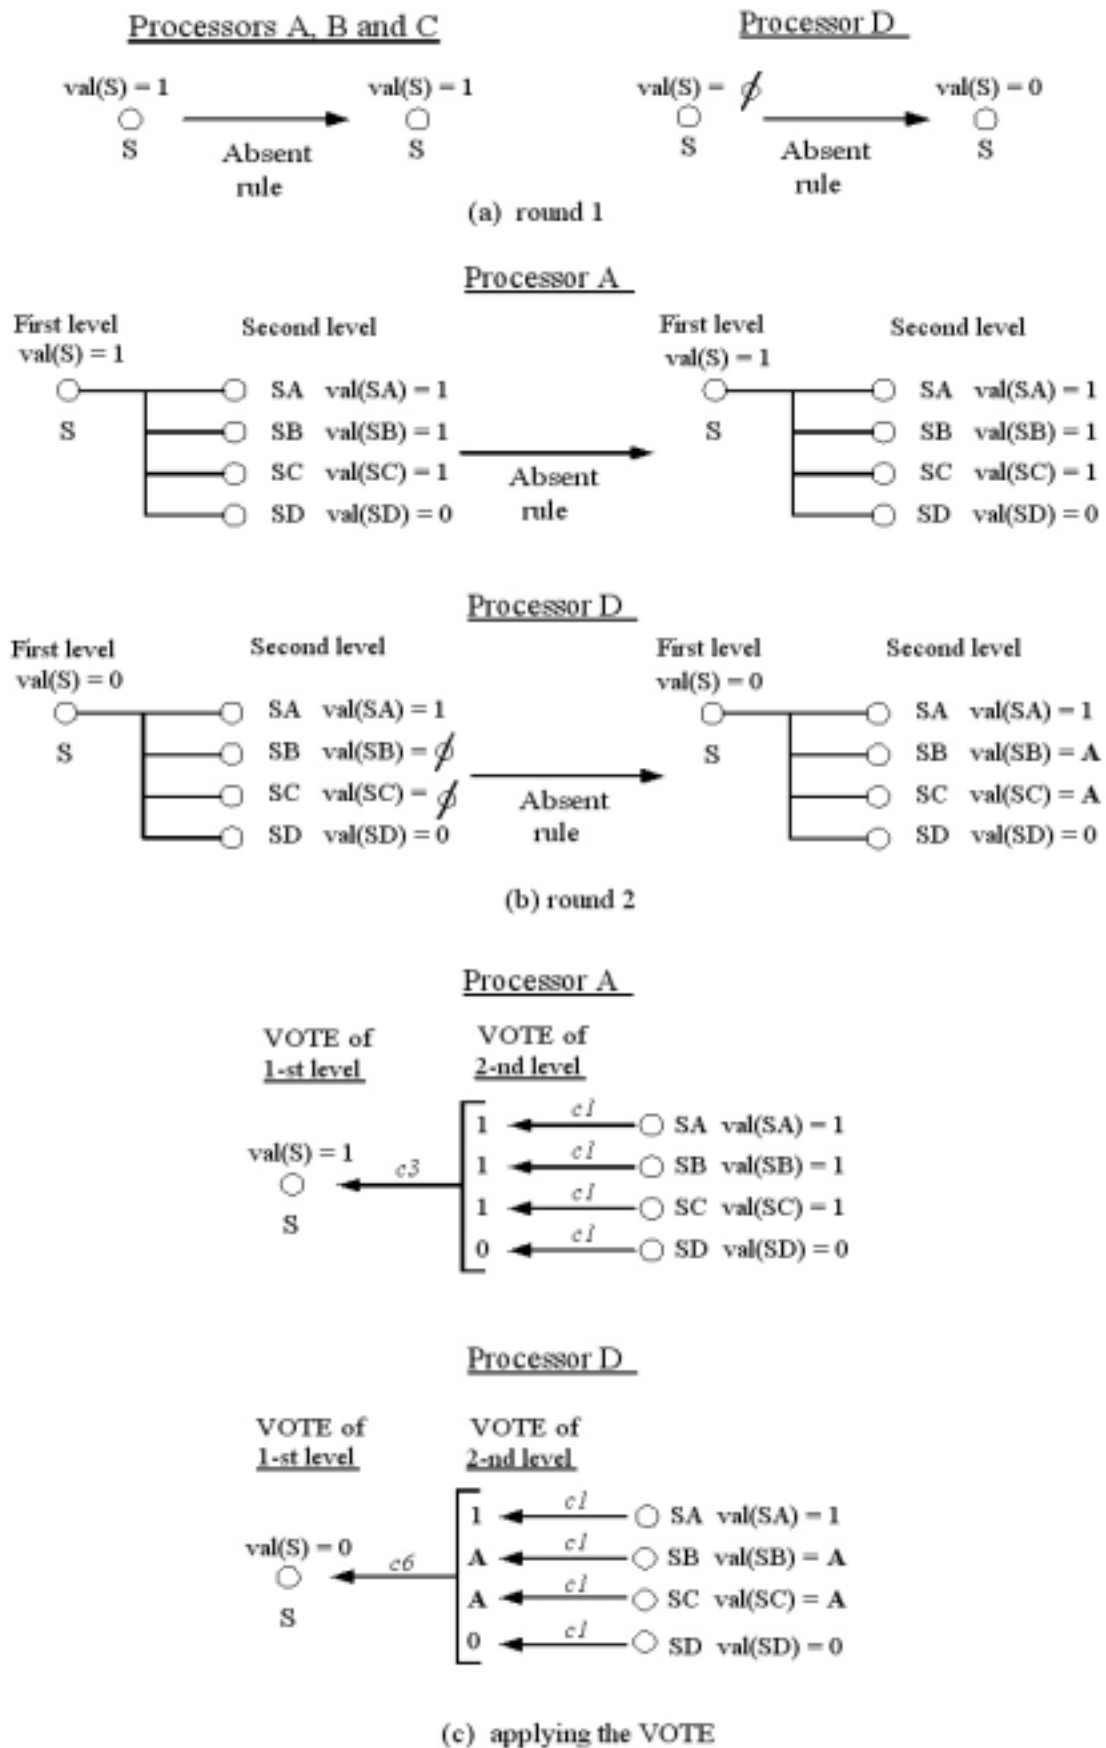 Processors A, B and C
Processor D
val(S) = 1
val(S) = 1
val(S) = ϕ̸
val(S) = 0
S
S
S
S
Absent
rule
Absent
rule
(a) round 1
Processor A
First level
Second level
First level
Second level
val(S) = 1
val(S) = 1
S
SA val(SA) = 1
SB val(SB) = 1
SC val(SC) = 1
SD val(SD) = 0
Absent
rule
S
SA val(SA) = 1
SB val(SB) = 1
SC val(SC) = 1
SD val(SD) = 0
Processor D
First level
Second level
First level
Second level
val(S) = 0
val(S) = 0
S
SA val(SA) = 1
SB val(SB) = ϕ̸
SC val(SC) = ϕ̸
SD val(SD) = 0
Absent
rule
S
SA val(SA) = 1
SB val(SB) = A
SC val(SC) = A
SD val(SD) = 0
(b) round 2
Processor A
VOTE of
1-st level
VOTE of
2-nd level
val(S) = 1
S
c3
1 c1 SA val(SA) = 1
1 c1 SB val(SB) = 1
1 c1 SC val(SC) = 1
0 c1 SD val(SD) = 0
Processor D
VOTE of
1-st level
VOTE of
2-nd level
val(S) = 0
S
c6
1 c1 SA val(SA) = 1
A c1 SB val(SB) = A
A c1 SC val(SC) = A
0 c1 SD val(SD) = 0
(c) applying the VOTE